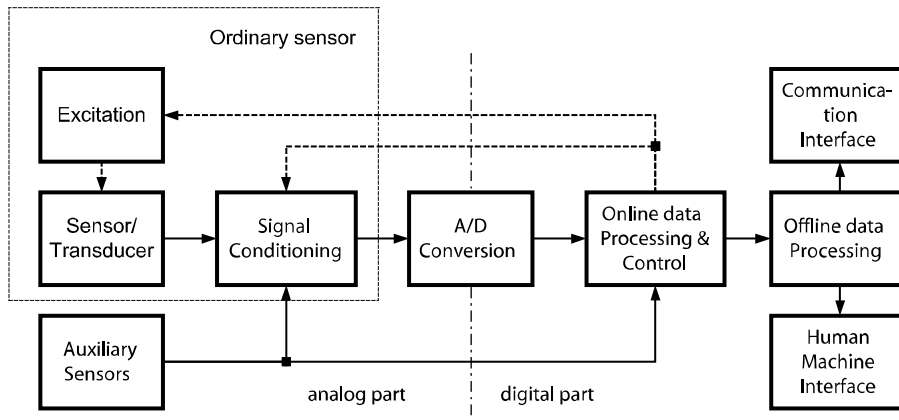 Ordinary sensor
Excitation
Communica-
tion
Interface
Sensor/
Transducer
Signal
Conditioning
A/D
Conversion
Online data
Processing &
Control
Offline data
Processing
Auxiliary
Sensors
Human
Machine
Interface
analog part
digital part